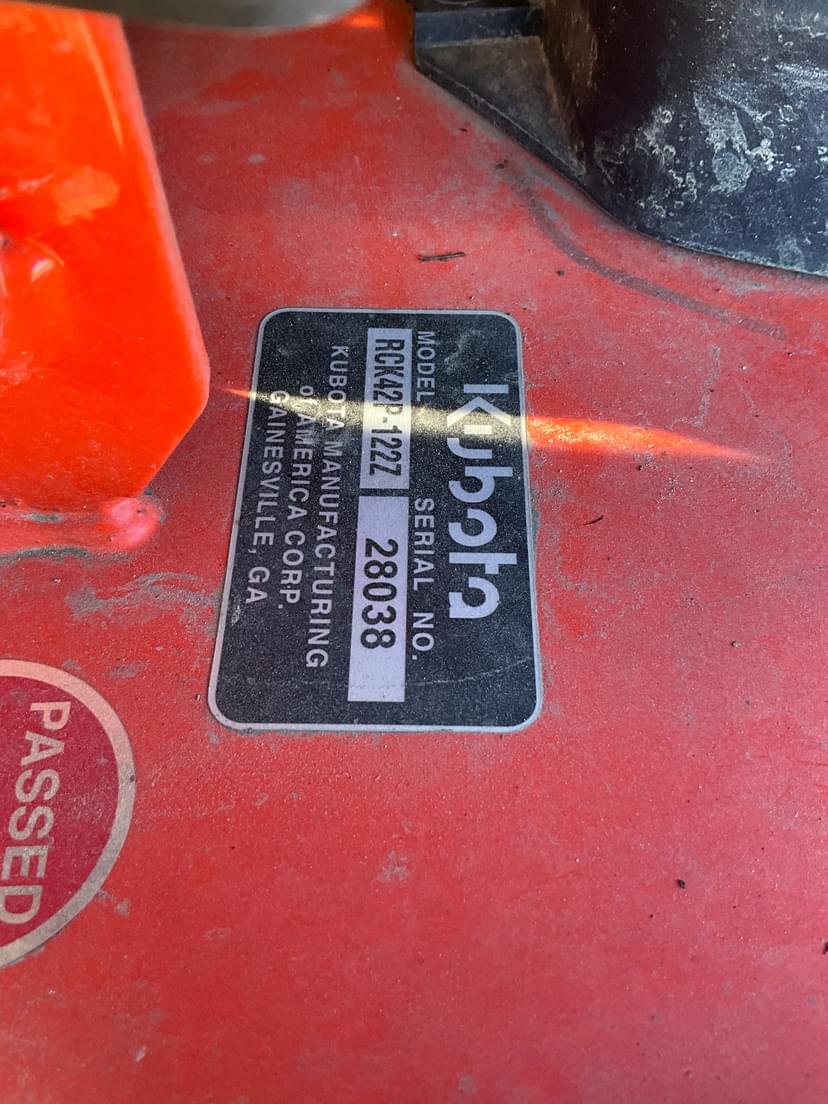 Kubota
MODEL SERIAL NO.
RCK42P-122Z 28038
KUBOTA MANUFACTURING
of AMERICA CORP.
GAINESVILLE, GA
PASSED